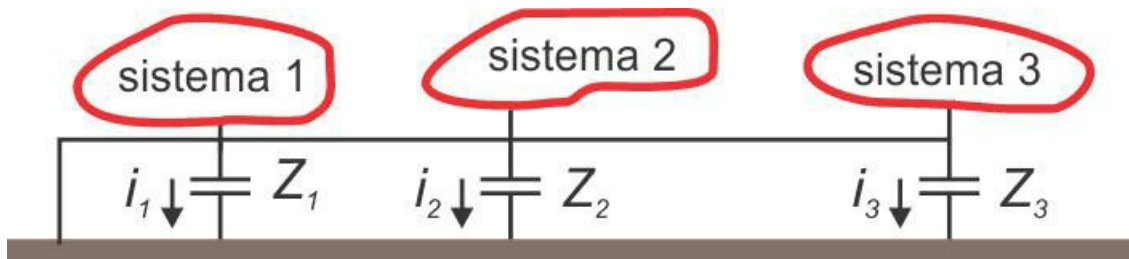 sistema 1 sistema 2 sistema 3
i₁ Z₁ i₂ Z₂ i₃ Z₃